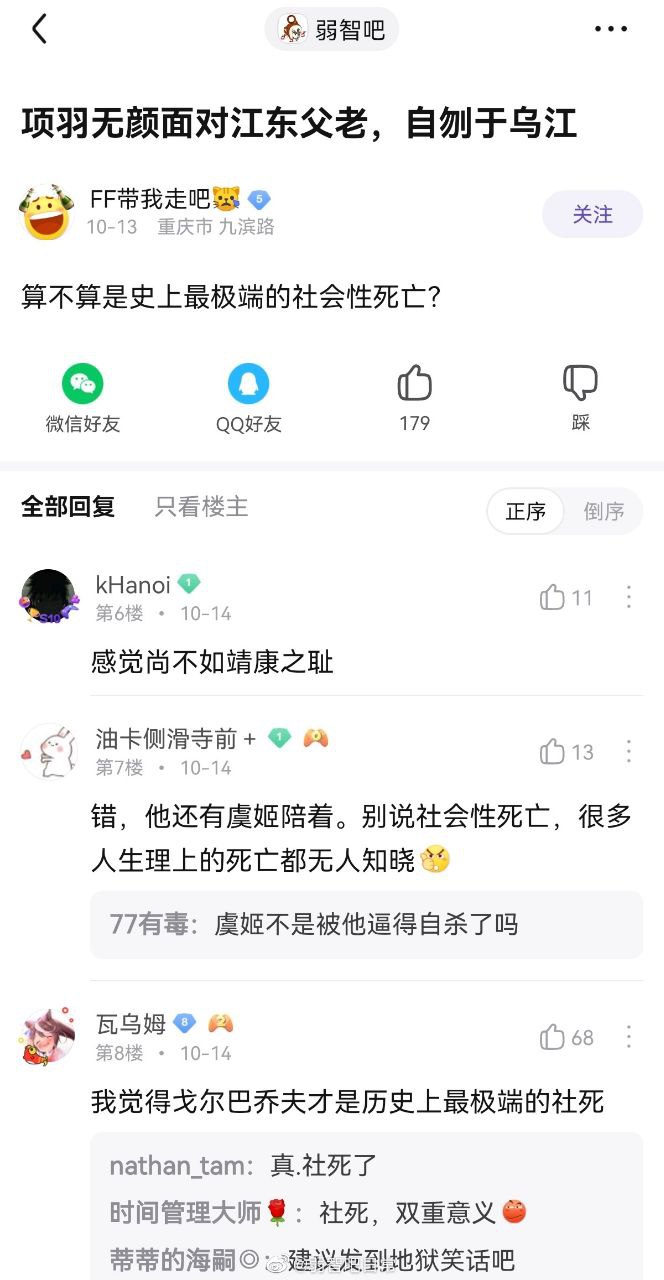 弱智吧
项羽无颜面对江东父老，自刎于乌江
FF带我走吧 5
10-13 重庆市 九滨路
关注
算不算是史上最极端的社会性死亡？
微信好友 QQ好友 179 踩
全部回复 只看楼主 正序 倒序
kHanoi 1
第6楼 • 10-14
11
S10
感觉尚不如靖康之耻
油卡侧滑寺前+ 1
第7楼 • 10-14
13
错，他还有虞姬陪着。别说社会性死亡，很多
人生理上的死亡都无人知晓
77有毒：虞姬不是被他逼得自杀了吗
瓦乌姆 8
第8楼 • 10-14
68
我觉得戈尔巴乔夫才是历史上最极端的社死
nathan_tam：真.社死了
时间管理大师：社死，双重意义
蒂蒂的海嗣◎：建议发到地狱笑话吧